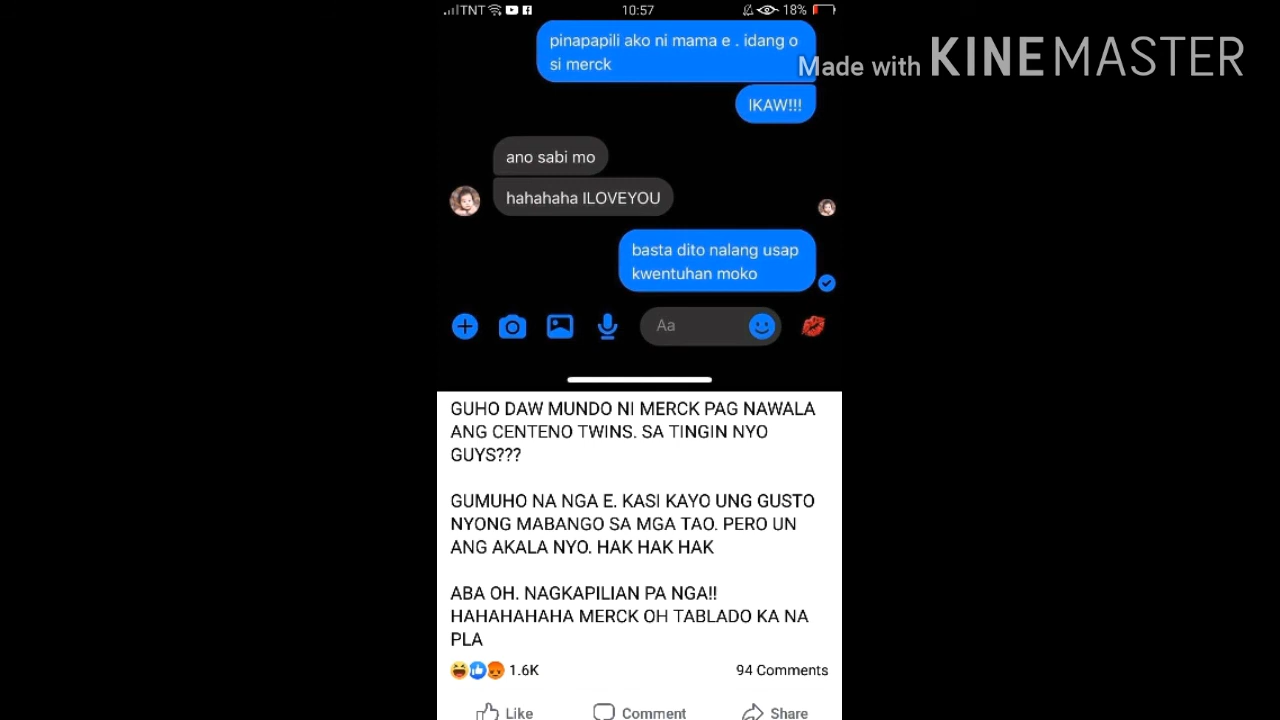 TNT 10:57 18%
pinapapili ako ni mama e . idang o
si merck
Made with KINEMASTER
IKAW!!!
ano sabi mo
hahahaha ILOVEYOU
basta dito nalang usap
kwentuhan moko
Aa
GUHO DAW MUNDO NI MERCK PAG NAWALA
ANG CENTENO TWINS. SA TINGIN NYO
GUYS???
GUMUHO NA NGA E. KASI KAYO UNG GUSTO
NYONG MABANGO SA MGA TAO. PERO UN
ANG AKALA NYO. HAK HAK HAK
ABA OH. NAGKAPILIAN PA NGA!!
HAHAHAHAHA MERCK OH TABLADO KA NA
PLA
1.6K 94 Comments
Like Comment Share